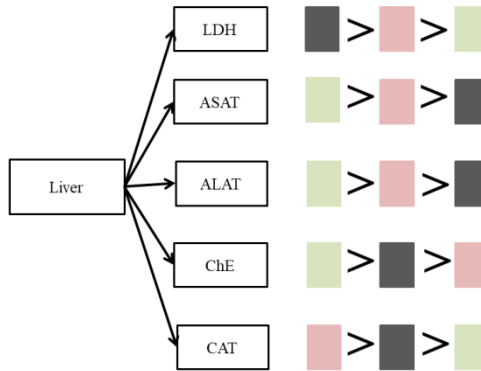 LDH > >
ASAT > >
Liver
ALAT > >
ChE > >
CAT > >